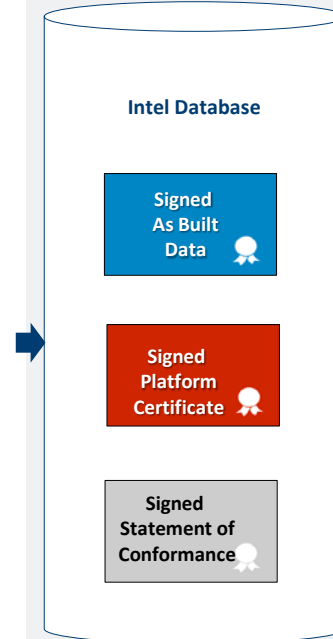 Intel Database
Signed
As Built
Data
Signed
Platform
Certificate
Signed
Statement of
Conformance